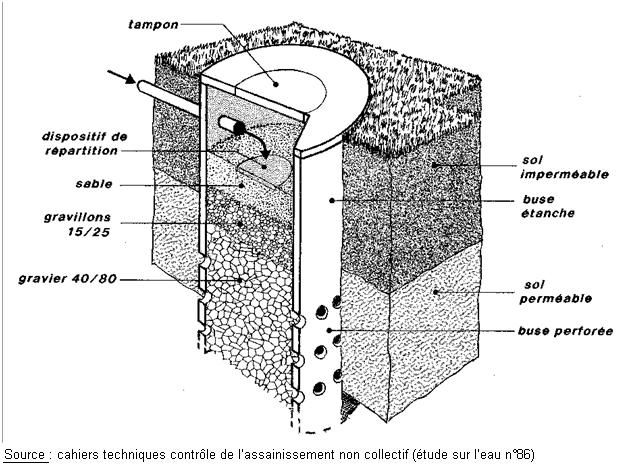 tampon
dispositif de
répartition
sable
gravillons
15/25
gravier 40/80
sol
imperméable
buse
étanche
sol
perméable
buse perforée
Source : cahiers techniques contrôle de l'assainissement non collectif (étude sur l'eau n°86)